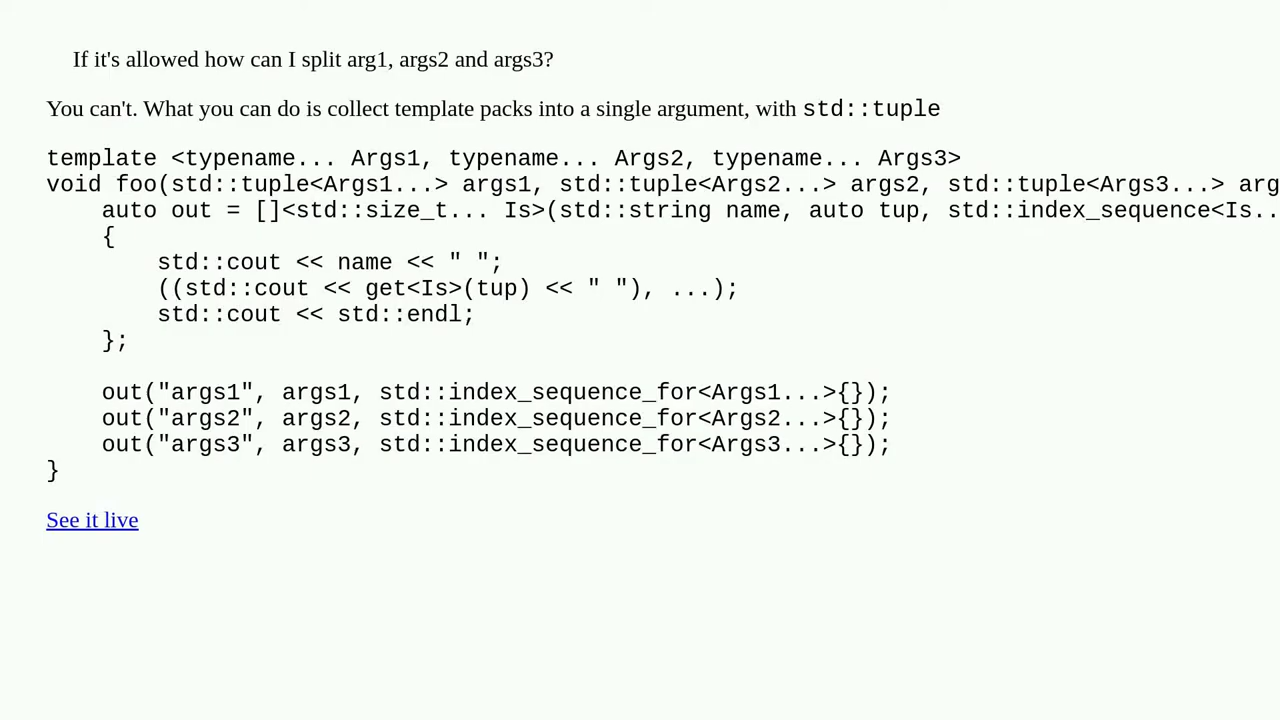 If it's allowed how can I split arg1, args2 and args3?
You can't. What you can do is collect template packs into a single argument, with std::tuple
template <typename... Args1, typename... Args2, typename... Args3>
void foo(std::tuple<Args1...> args1, std::tuple<Args2...> args2, std::tuple<Args3...> arg
    auto out = []<std::size_t... Is>(std::string name, auto tup, std::index_sequence<Is..
    {
        std::cout << name << " ";
        ((std::cout << get<Is>(tup) << " "), ...);
        std::cout << std::endl;
    };
    out("args1", args1, std::index_sequence_for<Args1...>{});
    out("args2", args2, std::index_sequence_for<Args2...>{});
    out("args3", args3, std::index_sequence_for<Args3...>{});
}
See it live